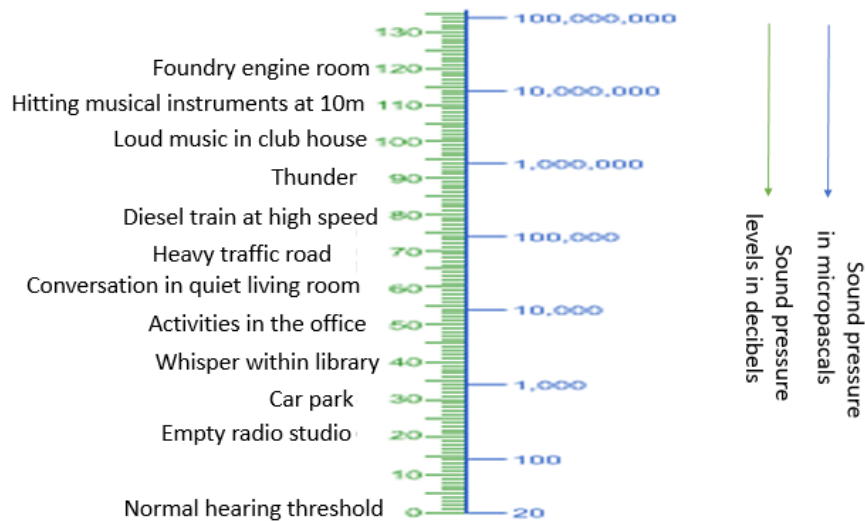 100,000,000
130
Foundry engine room 120
10,000,000
Hitting musical instruments at 10m 110
Loud music in club house 100
1,000,000
Thunder 90
Diesel train at high speed 80
100,000
Heavy traffic road 70
Conversation in quiet living room 60
10,000
Activities in the office 50
Whisper within library 40
1,000
Car park 30
Empty radio studio 20
100
10
Normal hearing threshold 0 20
Sound pressure
levels in decibels
Sound pressure
in micropascals